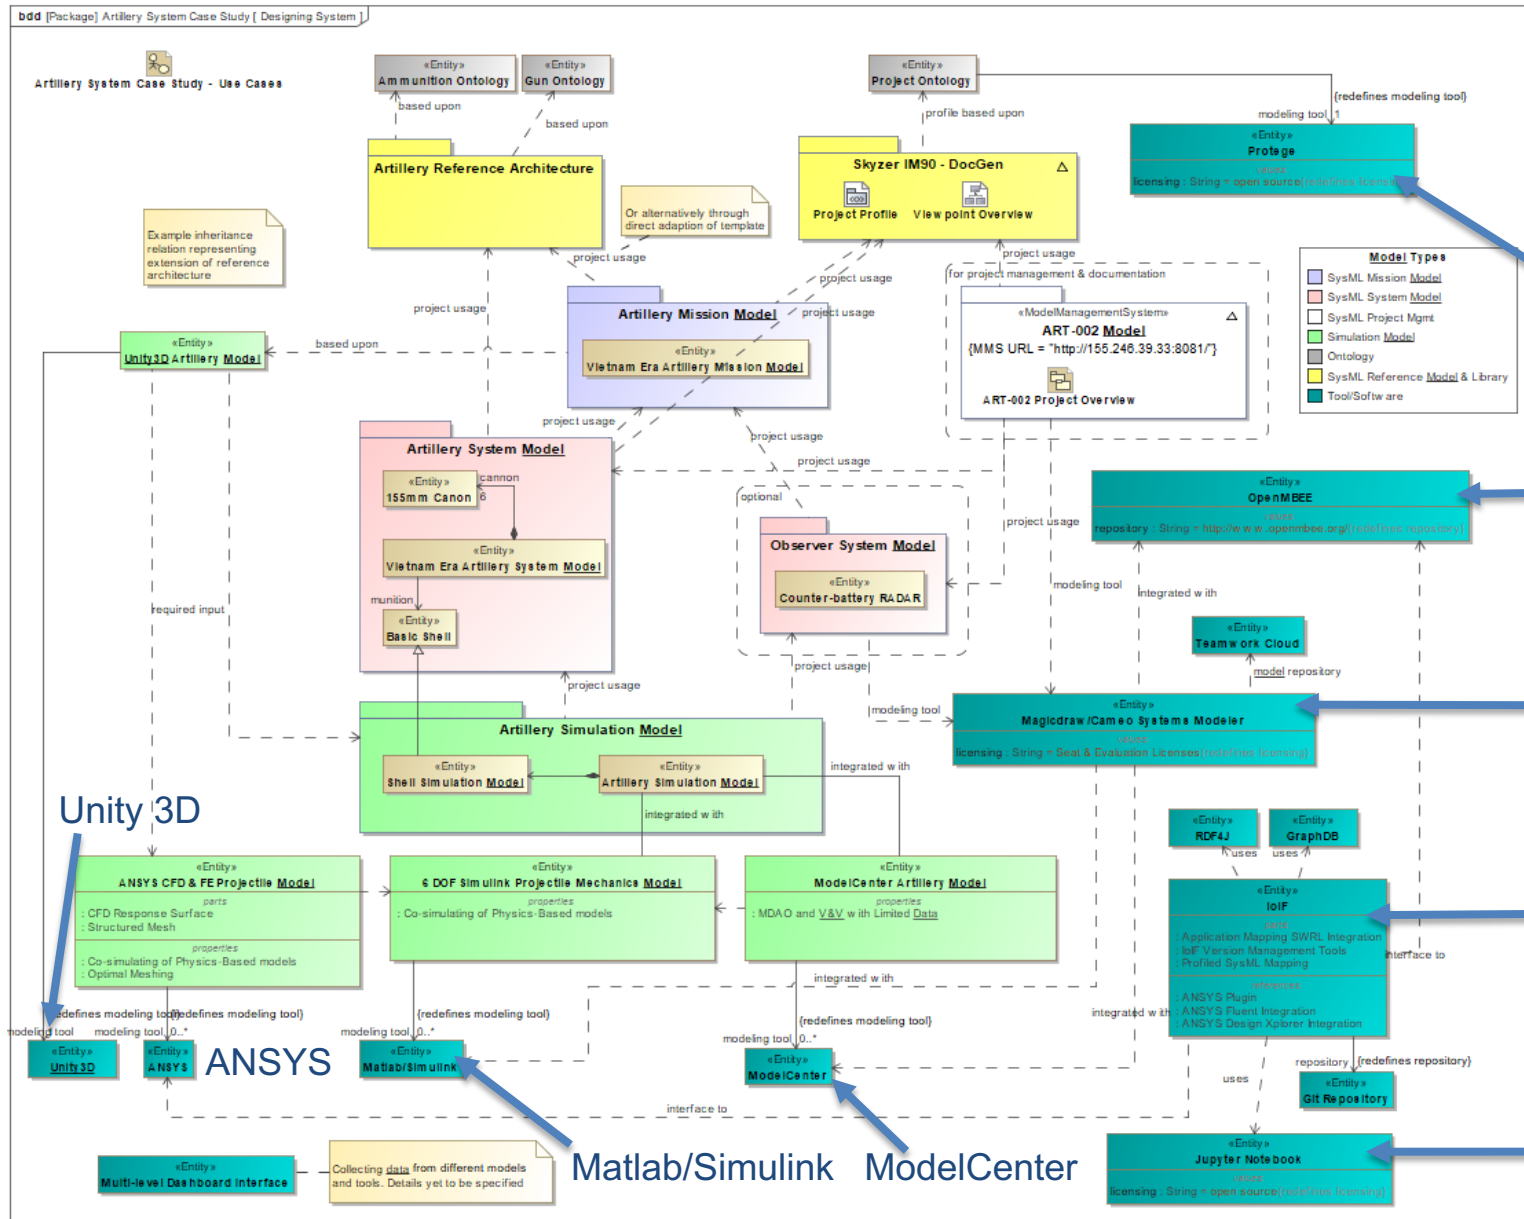 bdd [Package] Artillery System Case Study [ Designing System ]
Artillery System Case Study - Use Cases
«Entity»
Ammunition Ontology
«Entity»
Gun Ontology
«Entity»
Project Ontology
{redefines modeling tool}
modeling tool 1
based upon
based upon
profile based upon
«Entity»
Protege
values
licensing : String = open source{redefines licensing}
Artillery Reference Architecture
Skyzer IM90 - DocGen
Project Profile
View point Overview
Or alternatively through
direct adaption of template
Example inheritance
relation representing
extension of reference
architecture
project usage
project usage
project usage
project usage
project usage
for project management & documentation
Model Types
SysML Mission Model
SysML System Model
SysML Project Mgmt
Simulation Model
Ontology
SysML Reference Model & Library
Tool/Software
Artillery Mission Model
«Entity»
Vietnam Era Artillery Mission Model
«ModelManagementSystem»
ART-002 Model
{MMS URL = "http://155.246.39.33:8081/"}
ART-002 Project Overview
«Entity»
Unity3D Artillery Model
based upon
project usage
project usage
project usage
Artillery System Model
«Entity»
155mm Canon
cannon
6
«Entity»
Vietnam Era Artillery System Model
munition
«Entity»
Basic Shell
optional
Observer System Model
«Entity»
Counter-battery RADAR
project usage
«Entity»
OpenMBEE
values
repository : String = http://www.openmbee.org/{redefines repository}
modeling tool
integrated with
required input
«Entity»
Teamwork Cloud
model repository
project usage
project usage
modeling tool
«Entity»
Magicdraw/Cameo Systems Modeler
values
licensing : String = Seat & Evaluation Licenses{redefines licensing}
Artillery Simulation Model
«Entity»
Shell Simulation Model
«Entity»
Artillery Simulation Model
integrated with
integrated with
Unity 3D
«Entity»
RDF4J
«Entity»
GraphDB
uses
uses
«Entity»
ANSYS CFD & FE Projectile Model
parts
: CFD Response Surface
: Structured Mesh
properties
: Co-simulating of Physics-Based models
: Optimal Meshing
«Entity»
6 DOF Simulink Projectile Mechanics Model
properties
: Co-simulating of Physics-Based models
«Entity»
ModelCenter Artillery Model
properties
: MDAO and V&V with Limited Data
«Entity»
IoIF
parts
: Application Mapping SWRL Integration
: IoIF Version Management Tools
: Profiled SysML Mapping
references
: ANSYS Plugin
: ANSYS Fluent Integration
: ANSYS Design Xplorer Integration
interface to
integrated with
integrated with
{redefines modeling tool}
modeling tool
{redefines modeling tool}
modeling tool 0..*
{redefines modeling tool}
modeling tool 0..*
{redefines modeling tool}
modeling tool 0..*
«Entity»
Unity3D
«Entity»
ANSYS
ANSYS
«Entity»
Matlab/Simulink
«Entity»
ModelCenter
repository
{redefines repository}
«Entity»
Git Repository
uses
interface to
«Entity»
Multi-level Dashboard Interface
Collecting data from different models
and tools. Details yet to be specified
Matlab/Simulink
ModelCenter
«Entity»
Jupyter Notebook
values
licensing : String = open source{redefines licensing}